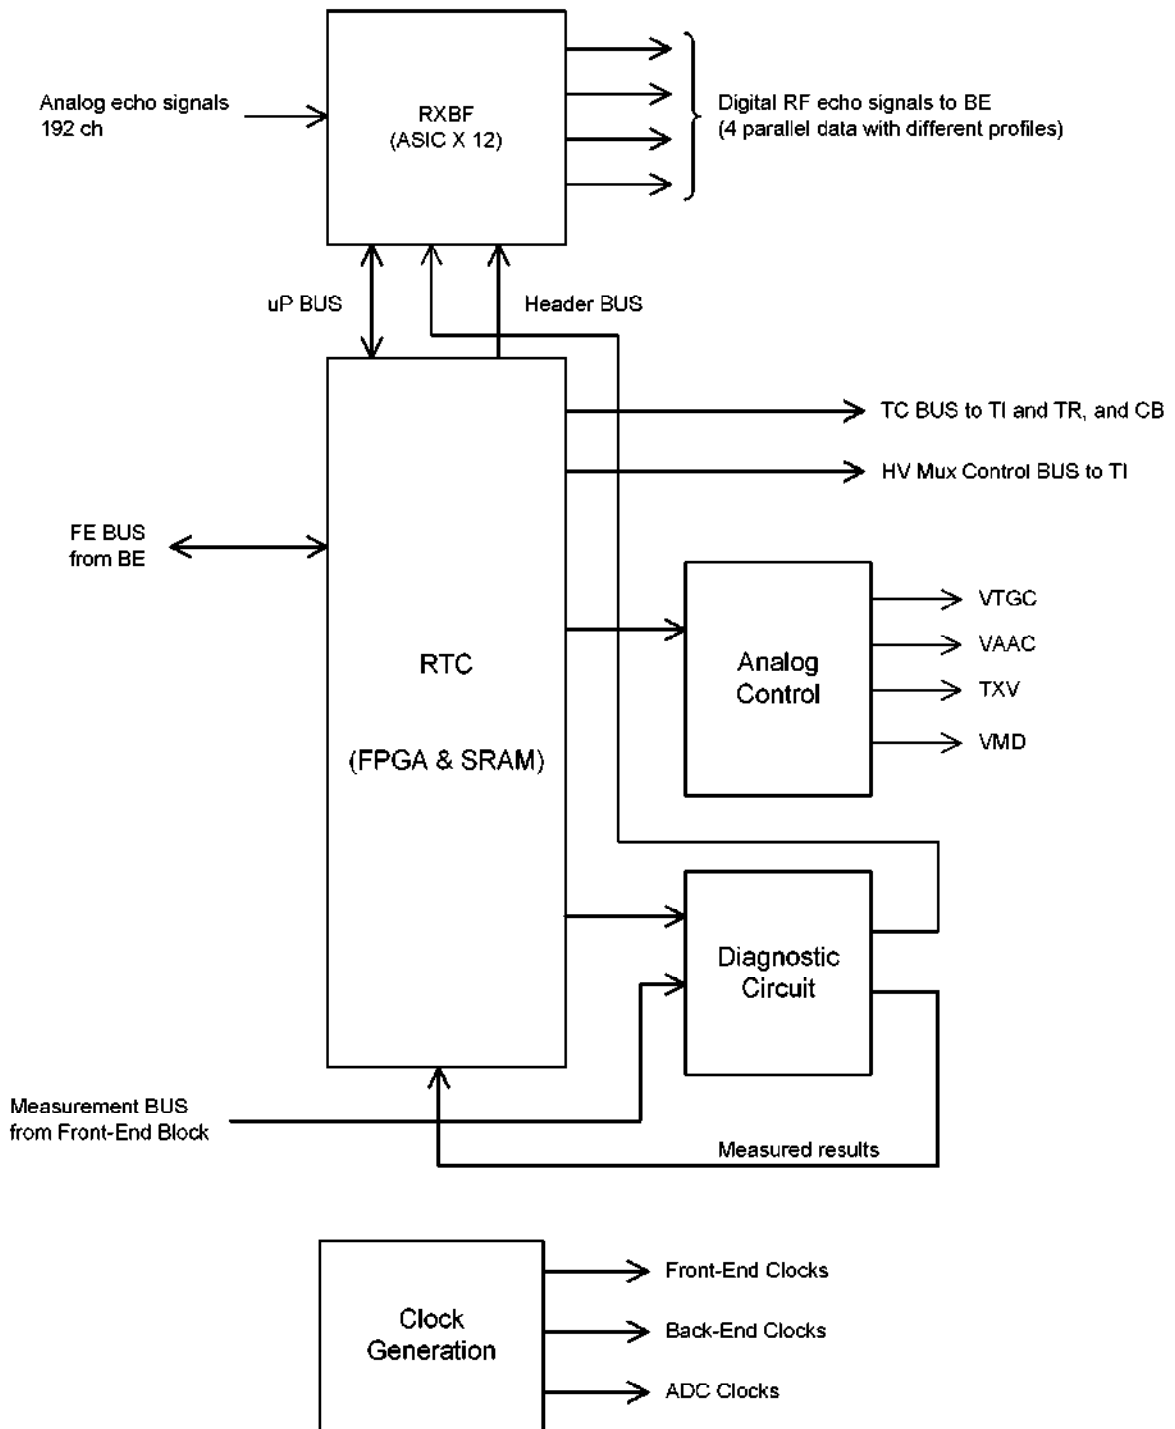 Analog echo signals
192 ch
RXBF
(ASIC X 12)
Digital RF echo signals to BE
(4 parallel data with different profiles)
uP BUS
Header BUS
TC BUS to TI and TR, and CB
HV Mux Control BUS to TI
FE BUS
from BE
RTC
(FPGA & SRAM)
Analog
Control
VTGC
VAAC
TXV
VMD
Diagnostic
Circuit
Measurement BUS
from Front-End Block
Measured results
Clock
Generation
Front-End Clocks
Back-End Clocks
ADC Clocks